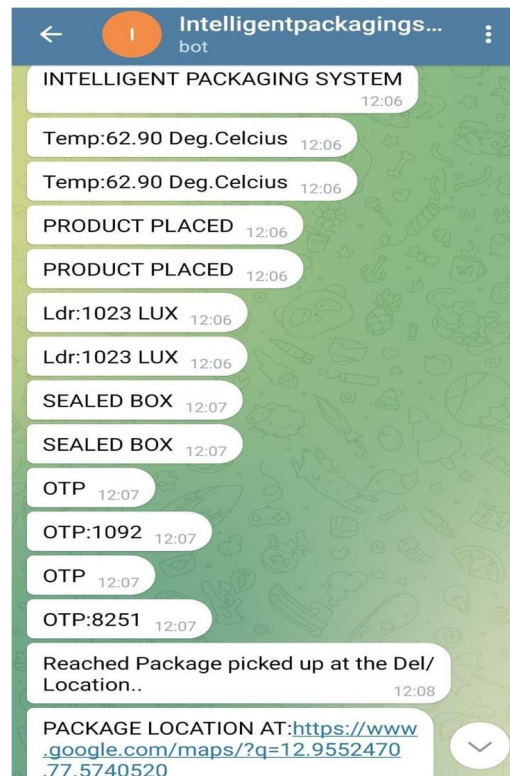 Intelligentpackagings...
I
bot
INTELLIGENT PACKAGING SYSTEM
12:06
Temp:62.90 Deg.Celcius 12:06
Temp:62.90 Deg.Celcius 12:06
PRODUCT PLACED 12:06
PRODUCT PLACED 12:06
Ldr:1023 LUX 12:06
Ldr:1023 LUX 12:06
SEALED BOX 12:07
SEALED BOX 12:07
OTP 12:07
OTP:1092 12:07
OTP 12:07
OTP:8251 12:07
Reached Package picked up at the Del/
Location.. 12:08
PACKAGE LOCATION AT:https://www
.google.com/maps/?q=12.9552470
,77.5740520